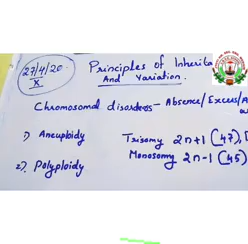 27/4/20
X
Principles of Inherita
And Variation.
Chromosomal disorders - Absence/Excess/A
1) Aneuploidy Trisomy 2n+1 (47),
Monosomy 2n-1 (45)
2) Polyploidy